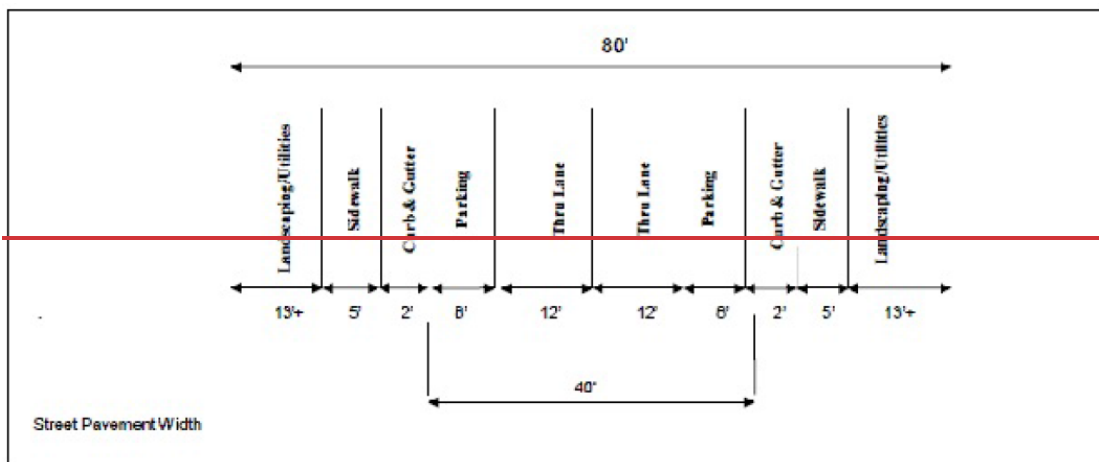 80'
Landscaping/Utilities
Sidewalk
Curb & Gutter
Parking
Thru Lane
Thru Lane
Parking
Curb & Gutter
Sidewalk
Landscaping/Utilities
13'+
5'
2'
8'
12'
12'
8'
2'
5'
13'+
40'
Street Pavement Width